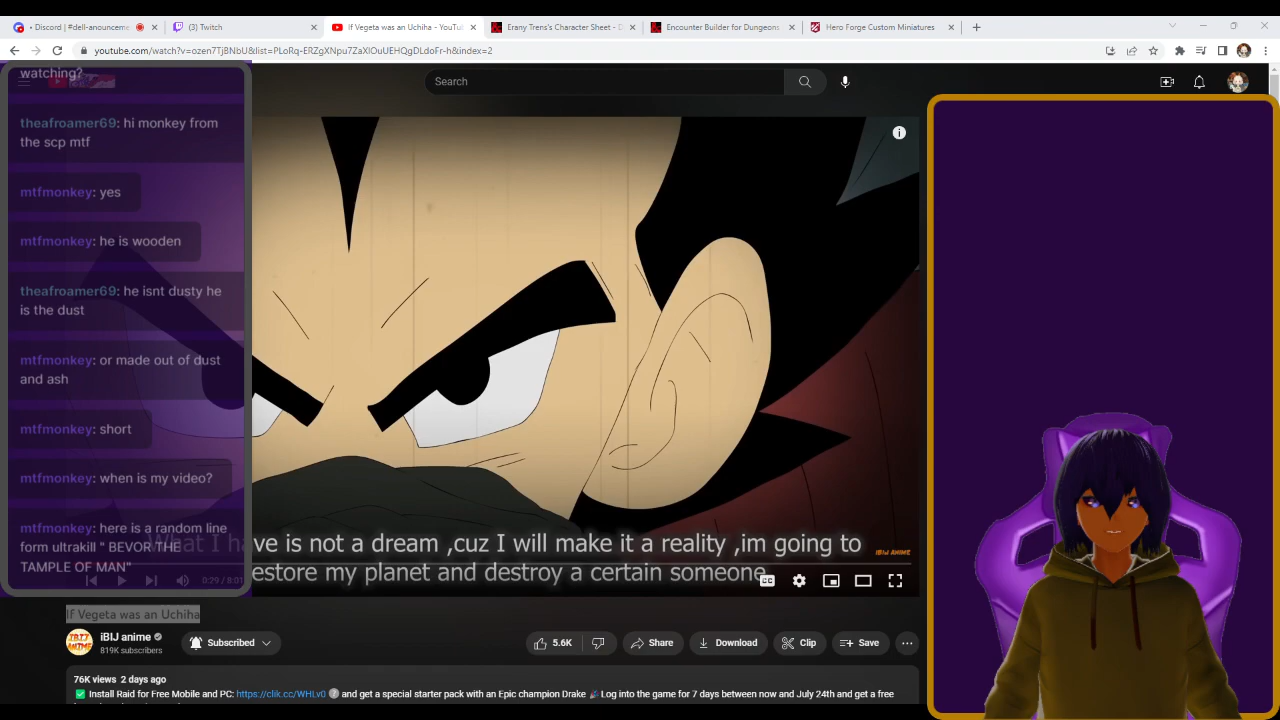 • Discord | #dell-anounceme
(3) Twitch
If Vegeta was an Uchiha - YouTu
Erany Trens's Character Sheet - D
Encounter Builder for Dungeons
Hero Forge Custom Miniatures
youtube.com/watch?v=ozen7TJBNbU&list=PLoRq-ERZgXNpu7ZaXlOuUEHQgDLdoFr-h&index=2
Search
watching?
theafroamer69: hi monkey from
the scp mtf
mtfmonkey: yes
mtfmonkey: he is wooden
theafroamer69: he isnt dusty he
is the dust
mtfmonkey: or made out of dust
and ash
mtfmonkey: short
mtfmonkey: when is my video?
mtfmonkey: here is a random line
form ultrakill " BEVOR THE
TAMPLE OF MAN"
What I have is not a dream ,cuz I will make it a reality ,im going to
estore my planet and destroy a certain someone
IBIJ ANIME
0:29 / 8:01
CC
If Vegeta was an Uchiha
IBIJ ANIME
iBIJ anime
819K subscribers
Subscribed
5.6K
Share
Download
Clip
Save
76K views 2 days ago
Install Raid for Free Mobile and PC: https://clik.cc/WHLv0 and get a special starter pack with an Epic champion Drake Log into the game for 7 days between now and July 24th and get a free